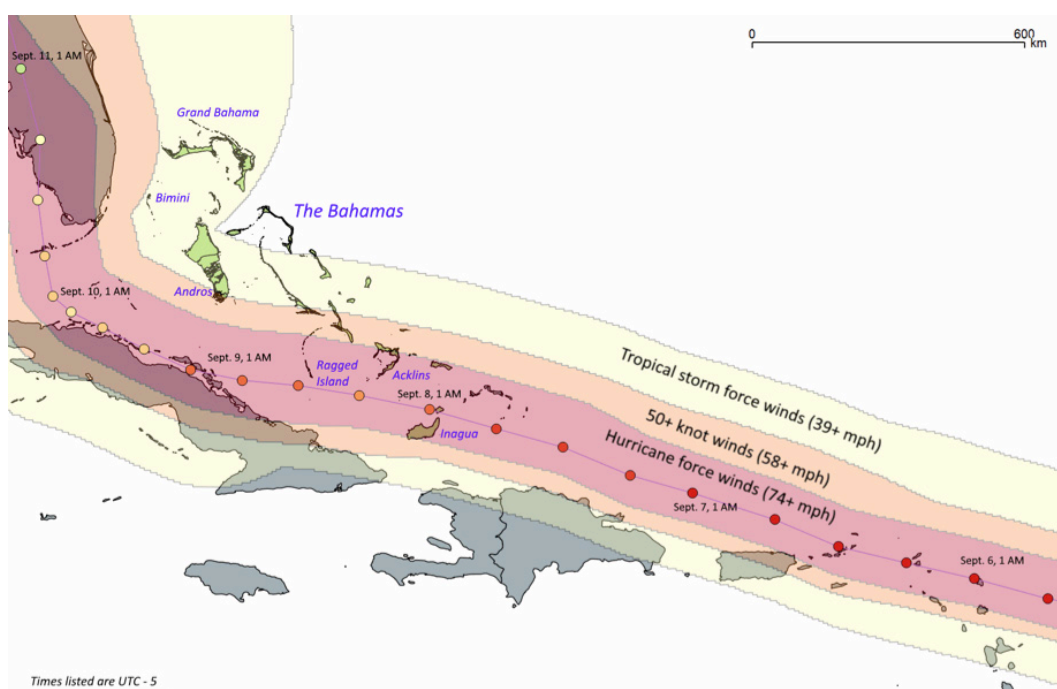 Sept. 11, 1 AM
0
600
km
Grand Bahama
Bimini
The Bahamas
Andros
Sept. 10, 1 AM
Sept. 9, 1 AM
Ragged
Island
Acklins
Sept. 8, 1 AM
Inagua
Tropical storm force winds (39+ mph)
50+ knot winds (58+ mph)
Hurricane force winds (74+ mph)
Sept. 7, 1 AM
Sept. 6, 1 AM
Times listed are UTC - 5